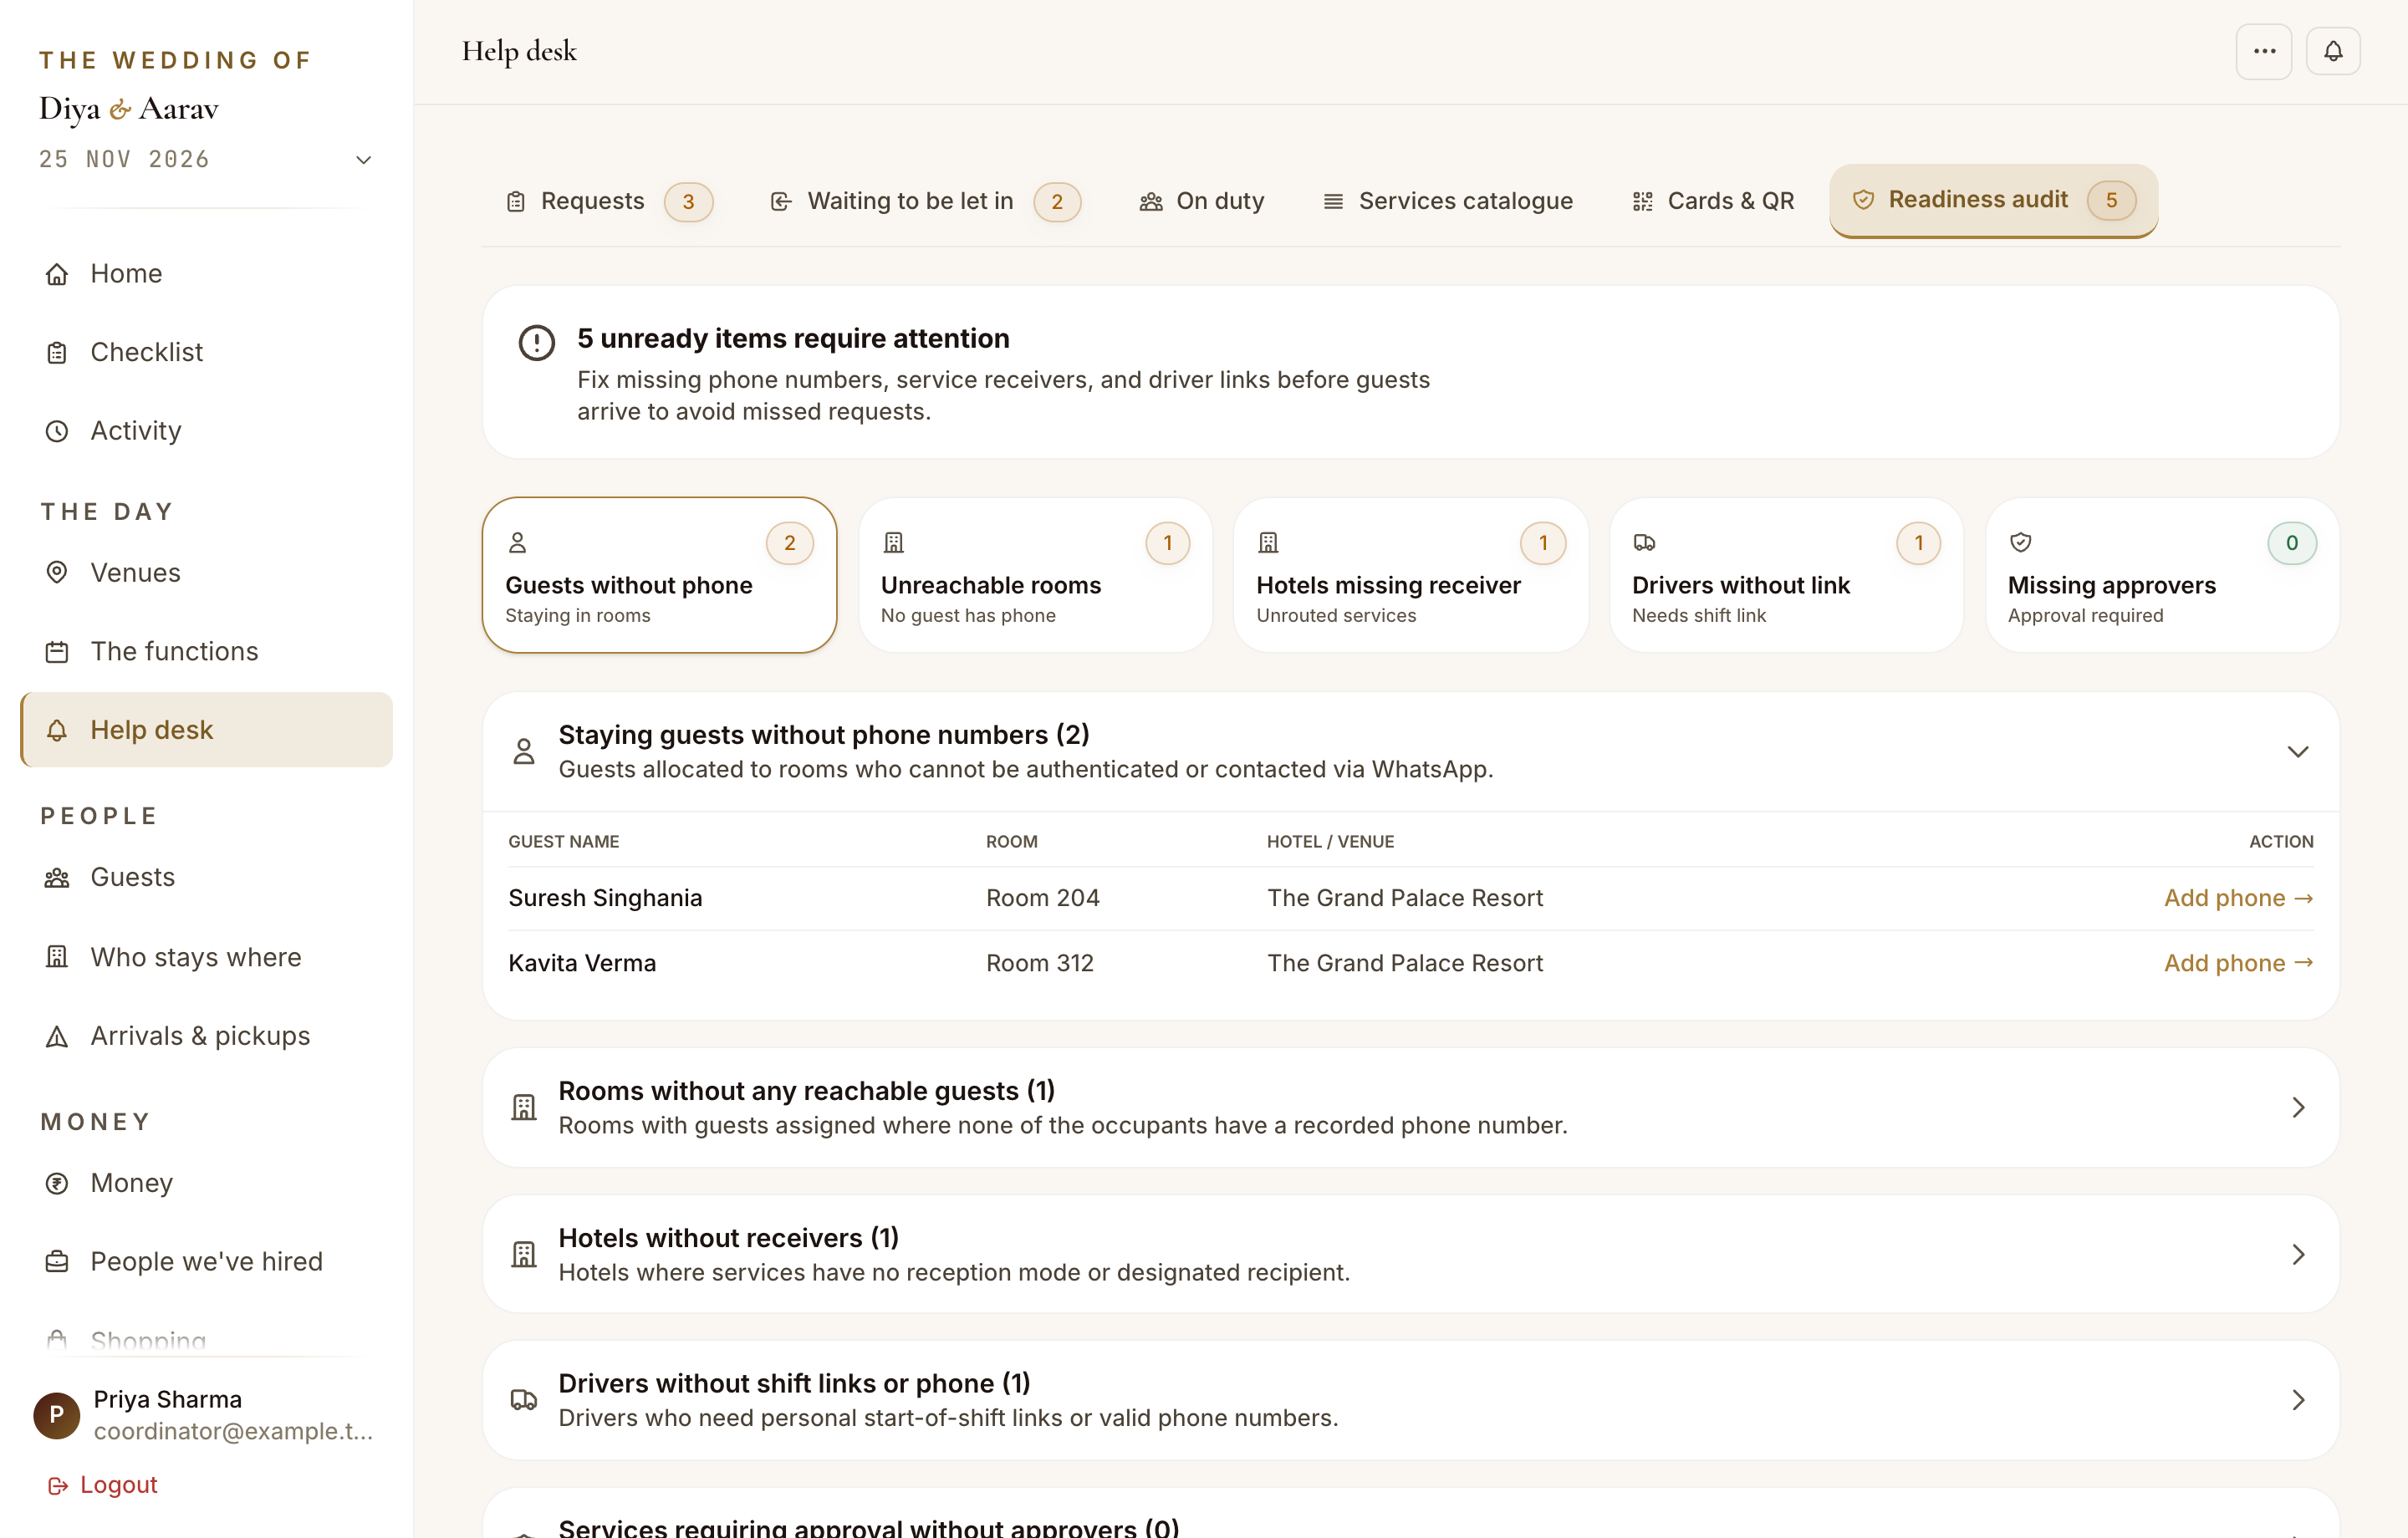 THE WEDDING OF
Diya & Aarav
25 NOV 2026
Home
Checklist
Activity
THE DAY
Venues
The functions
Help desk
PEOPLE
Guests
Who stays where
Arrivals & pickups
MONEY
Money
People we've hired
Shopping
P
Priya Sharma
coordinator@example.t...
Logout
Help desk
Requests 3
Waiting to be let in 2
On duty
Services catalogue
Cards & QR
Readiness audit 5
5 unready items require attention
Fix missing phone numbers, service receivers, and driver links before guests
arrive to avoid missed requests.
2
Guests without phone
Staying in rooms
1
Unreachable rooms
No guest has phone
1
Hotels missing receiver
Unrouted services
1
Drivers without link
Needs shift link
0
Missing approvers
Approval required
Staying guests without phone numbers (2)
Guests allocated to rooms who cannot be authenticated or contacted via WhatsApp.
GUEST NAME ROOM HOTEL / VENUE ACTION
Suresh Singhania Room 204 The Grand Palace Resort Add phone →
Kavita Verma Room 312 The Grand Palace Resort Add phone →
Rooms without any reachable guests (1)
Rooms with guests assigned where none of the occupants have a recorded phone number.
Hotels without receivers (1)
Hotels where services have no reception mode or designated recipient.
Drivers without shift links or phone (1)
Drivers who need personal start-of-shift links or valid phone numbers.
Services requiring approval without approvers (0)